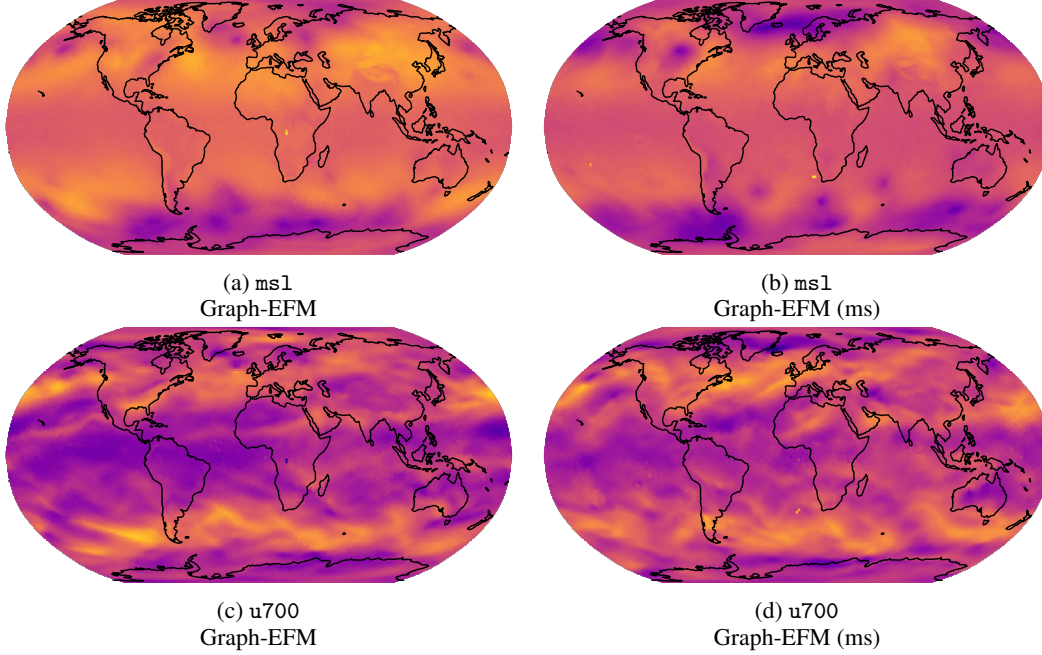 (a) msl
Graph-EFM
(b) msl
Graph-EFM (ms)
(c) u700
Graph-EFM
(d) u700
Graph-EFM (ms)